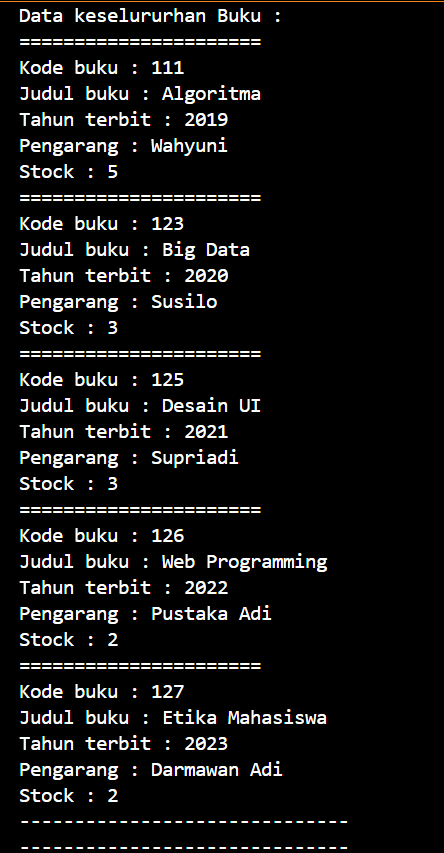 Data keselururhan Buku :
======================
Kode buku : 111
Judul buku : Algoritma
Tahun terbit : 2019
Pengarang : Wahyuni
Stock : 5
======================
Kode buku : 123
Judul buku : Big Data
Tahun terbit : 2020
Pengarang : Susilo
Stock : 3
======================
Kode buku : 125
Judul buku : Desain UI
Tahun terbit : 2021
Pengarang : Supriadi
Stock : 3
======================
Kode buku : 126
Judul buku : Web Programming
Tahun terbit : 2022
Pengarang : Pustaka Adi
Stock : 2
======================
Kode buku : 127
Judul buku : Etika Mahasiswa
Tahun terbit : 2023
Pengarang : Darmawan Adi
Stock : 2
------------------------------
------------------------------